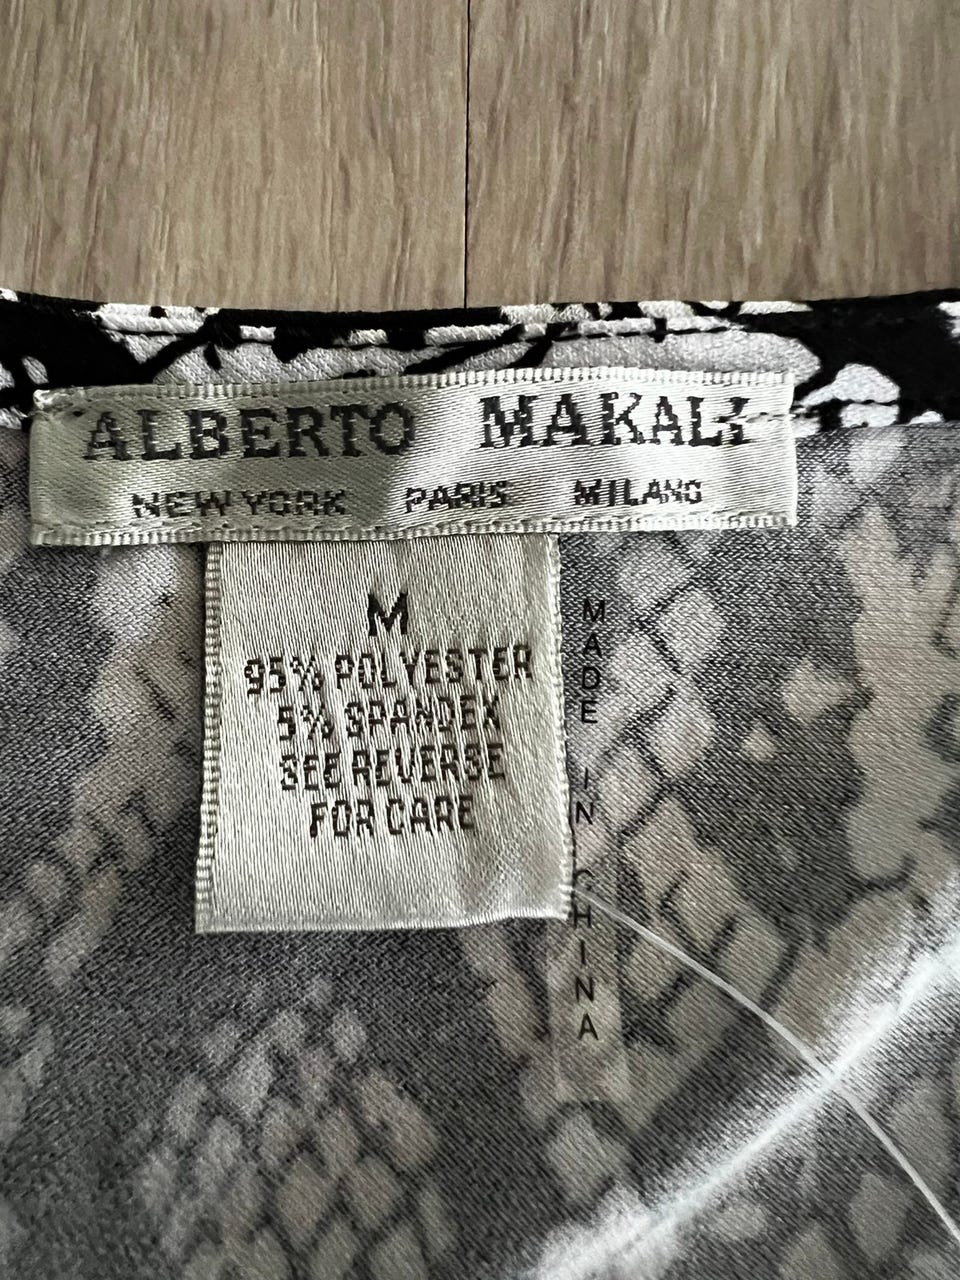 ALBERTO MAKALI
NEW YORK PARIS MILANO
M
95% POLYESTER
5% SPANDEX
SEE REVERSE
FOR CARE
MADE IN CHINA